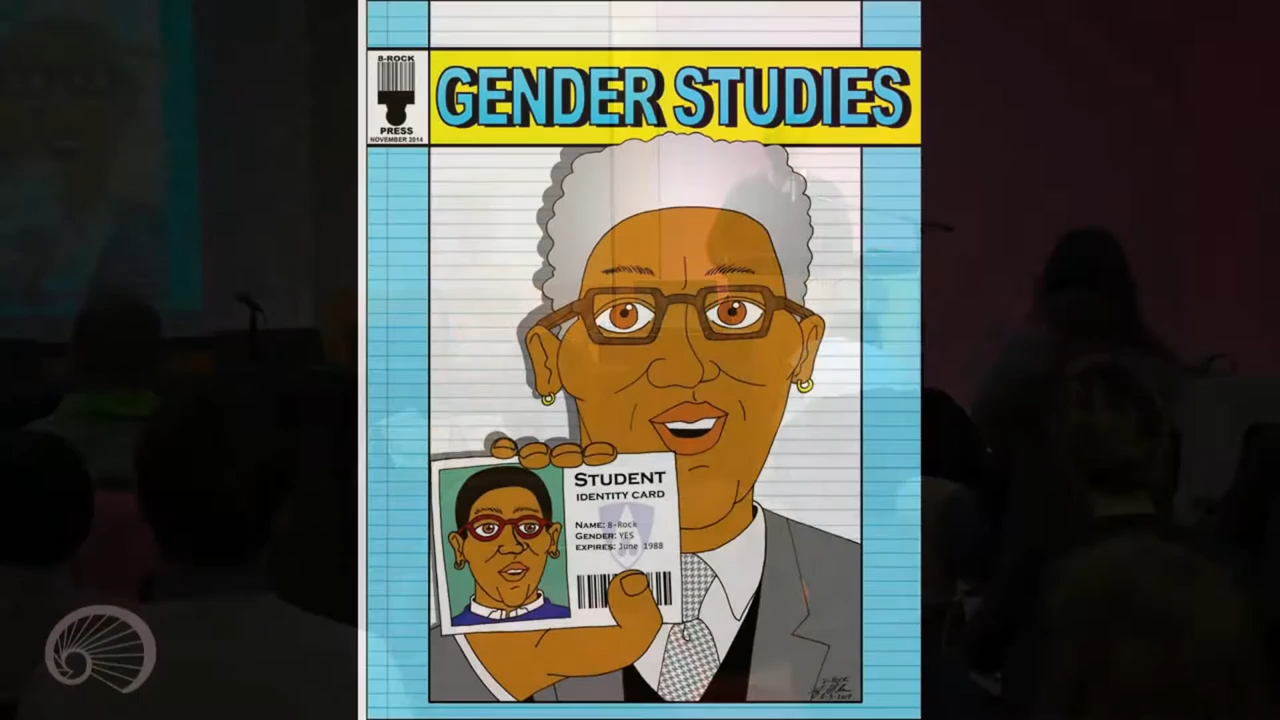 8-ROCK
PRESS
NOVEMBER 2014
GENDER STUDIES
STUDENT
IDENTITY CARD
NAME: 8-Rock
GENDER: YES
EXPIRES: June 1988